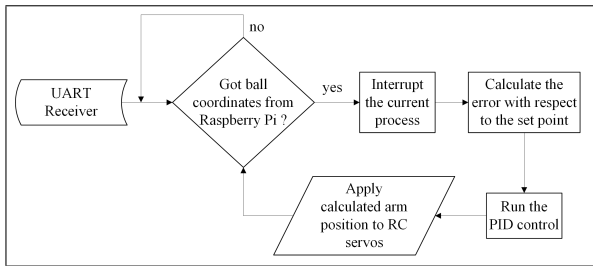 no
UART
Receiver
Got ball
coordinates from
Raspberry Pi ?
yes
Interrupt
the current
process
Calculate the
error with respect
to the set point
Run the
PID control
Apply
calculated arm
position to RC
servos